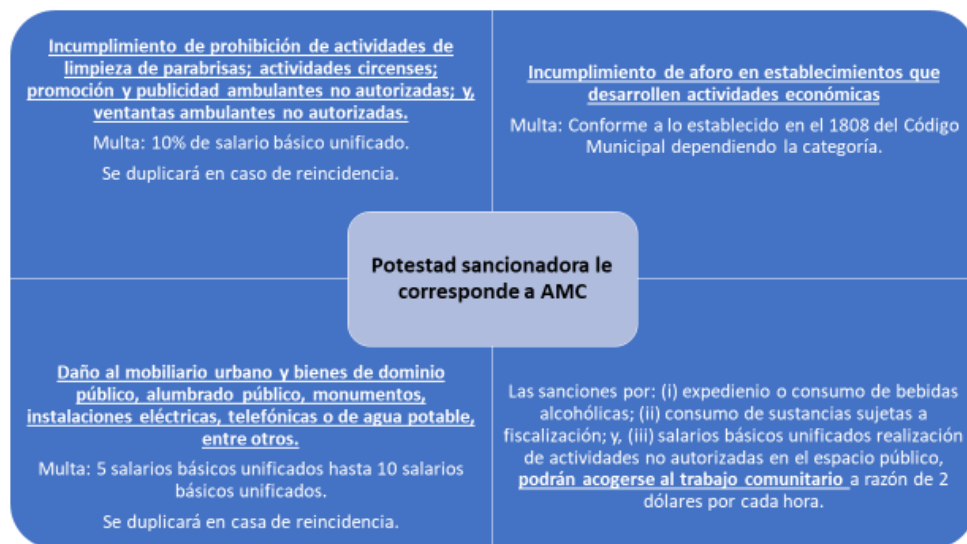 Incumplimiento de prohibición de actividades de
limpieza de parabrisas; actividades circenses;
promoción y publicidad ambulantes no autorizadas; y,
ventantas ambulantes no autorizadas.
Multa: 10% de salario básico unificado.
Se duplicará en caso de reincidencia.
Incumplimiento de aforo en establecimientos que
desarrollen actividades económicas
Multa: Conforme a lo establecido en el 1808 del Código
Municipal dependiendo la categoría.
Potestad sancionadora le
corresponde a AMC
Daño al mobiliario urbano y bienes de dominio
público, alumbrado público, monumentos,
instalaciones eléctricas, telefónicas o de agua potable,
entre otros.
Multa: 5 salarios básicos unificados hasta 10 salarios
básicos unificados.
Se duplicará en casa de reincidencia.
Las sanciones por: (i) expedienio o consumo de bebidas
alcohólicas; (ii) consumo de sustancias sujetas a
fiscalización; y, (iii) salarios básicos unificados realización
de actividades no autorizadas en el espacio público,
podrán acogerse al trabajo comunitario a razón de 2
dólares por cada hora.